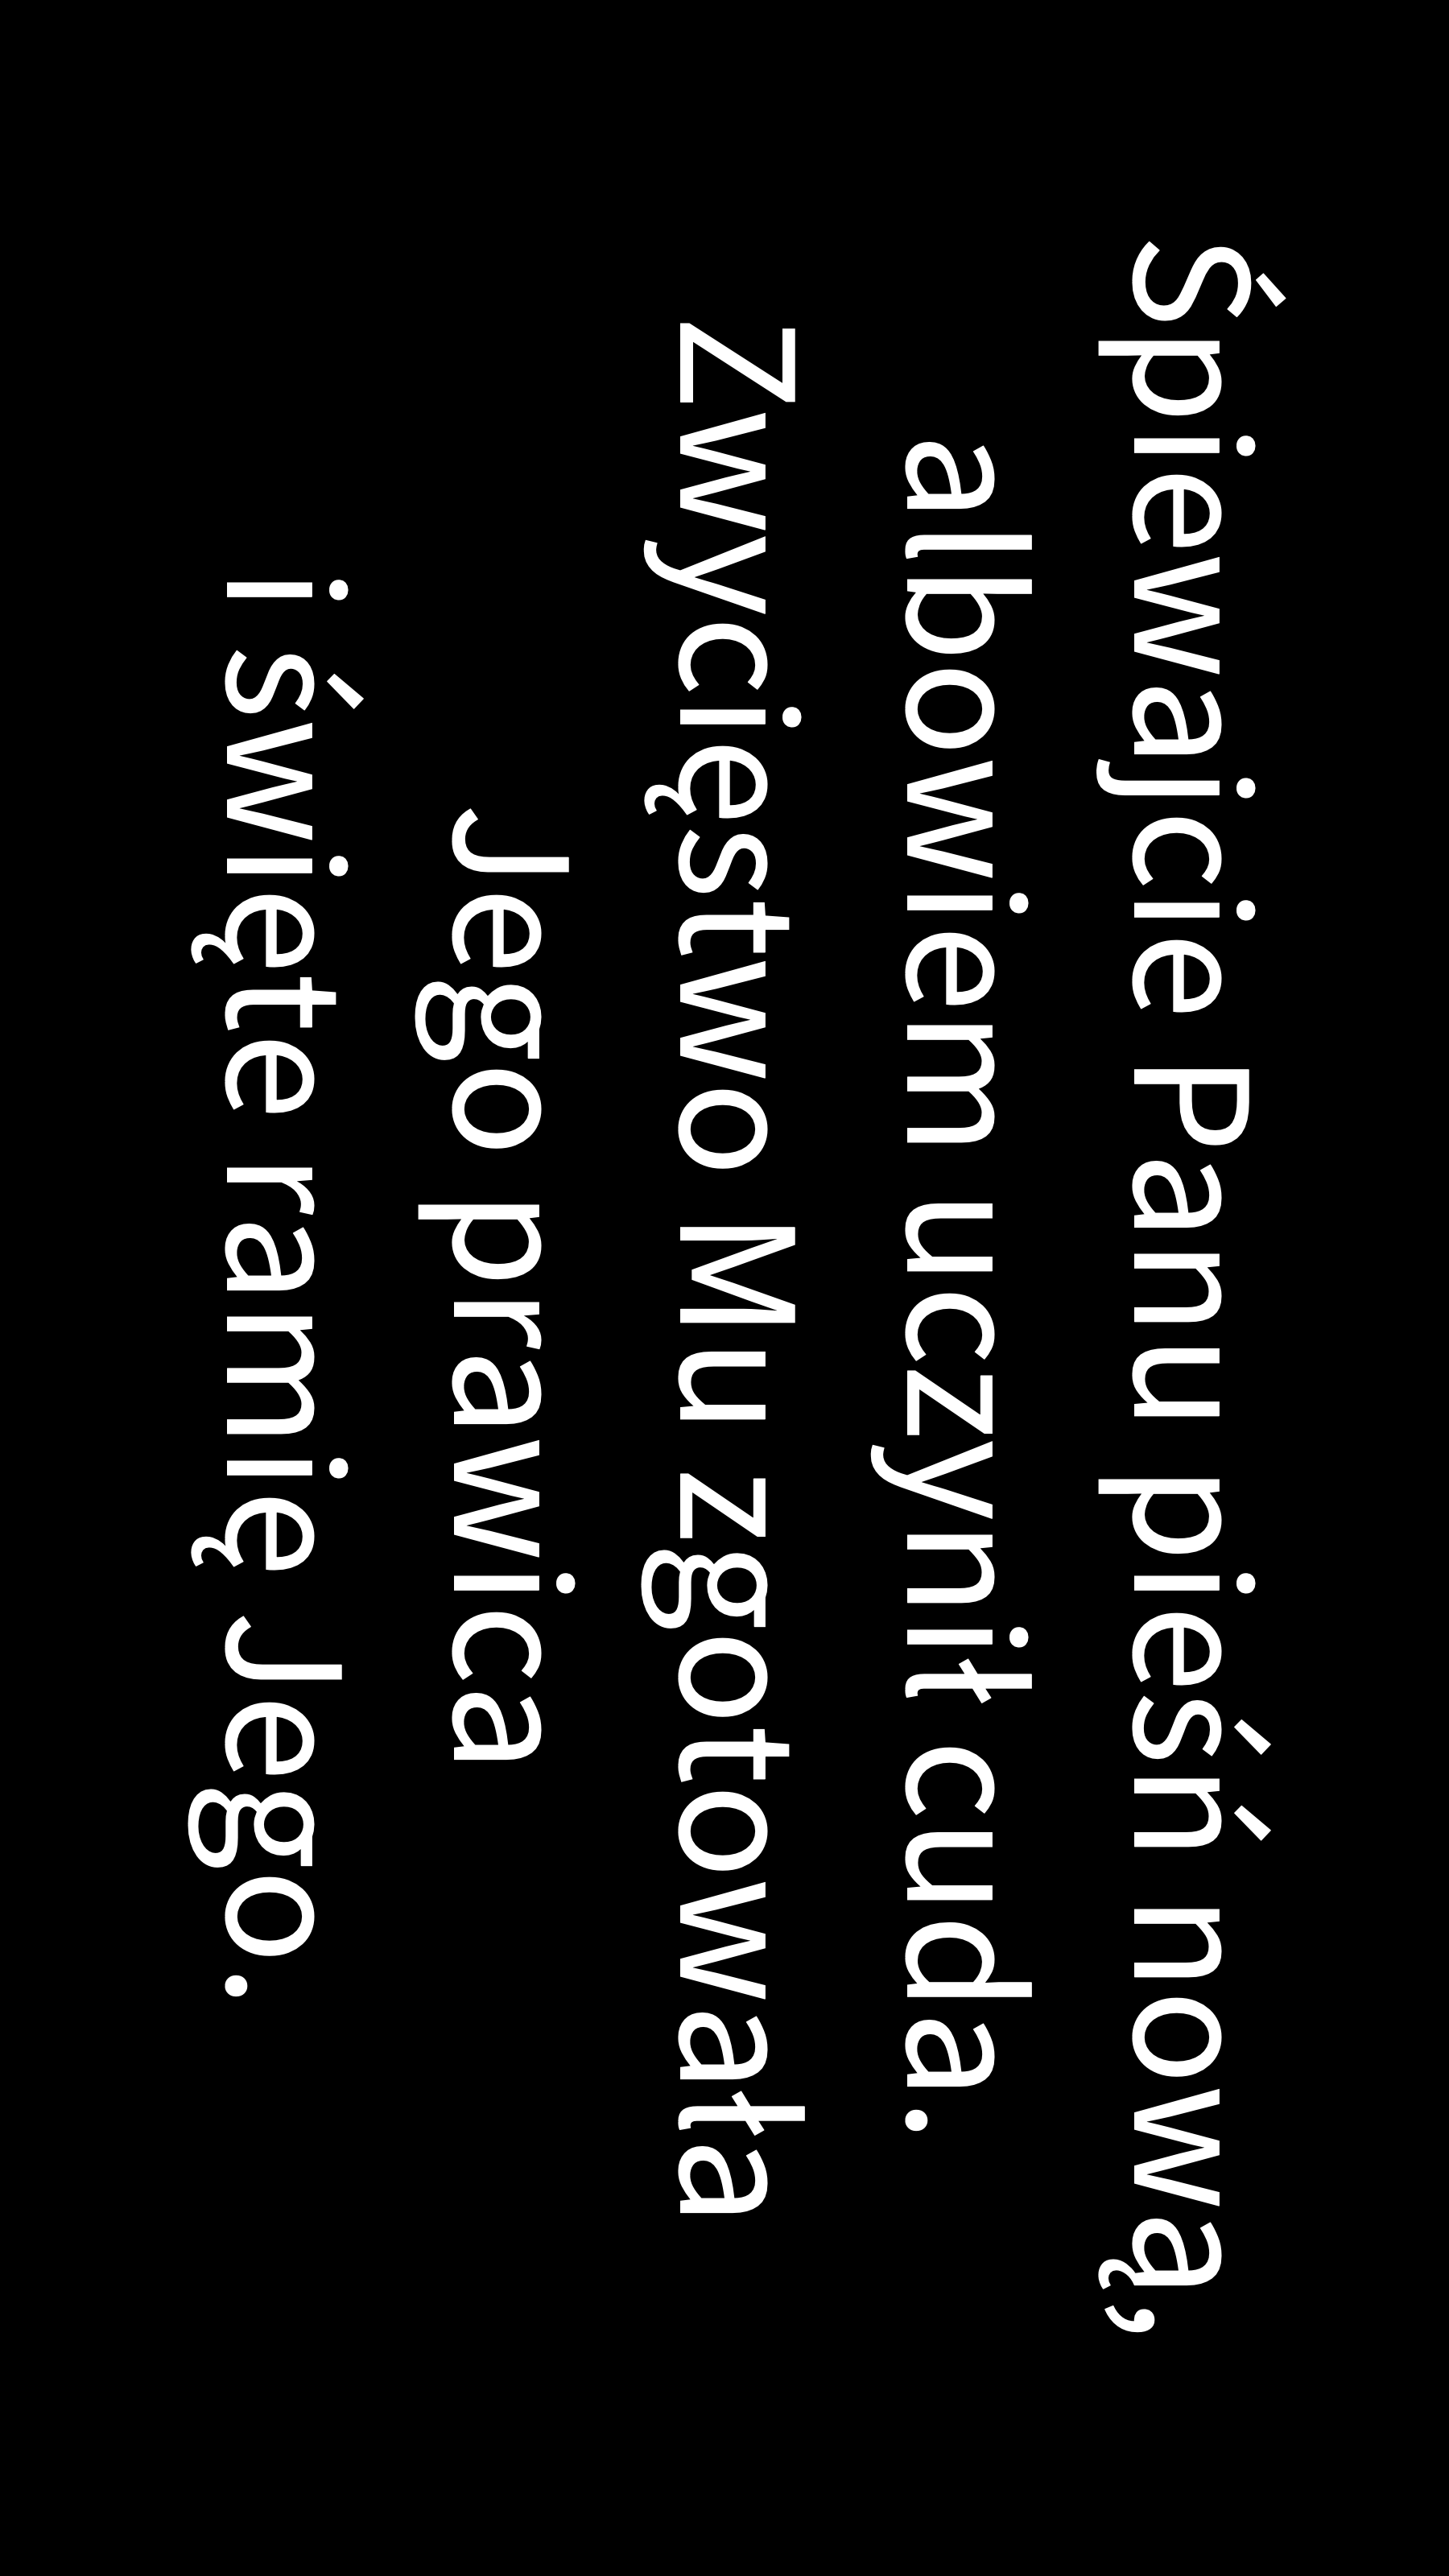 Śpiewajcie Panu pieśń nową,
albowiem uczynił cuda.
Zwycięstwo Mu zgotowała
Jego prawica
i święte ramię Jego.